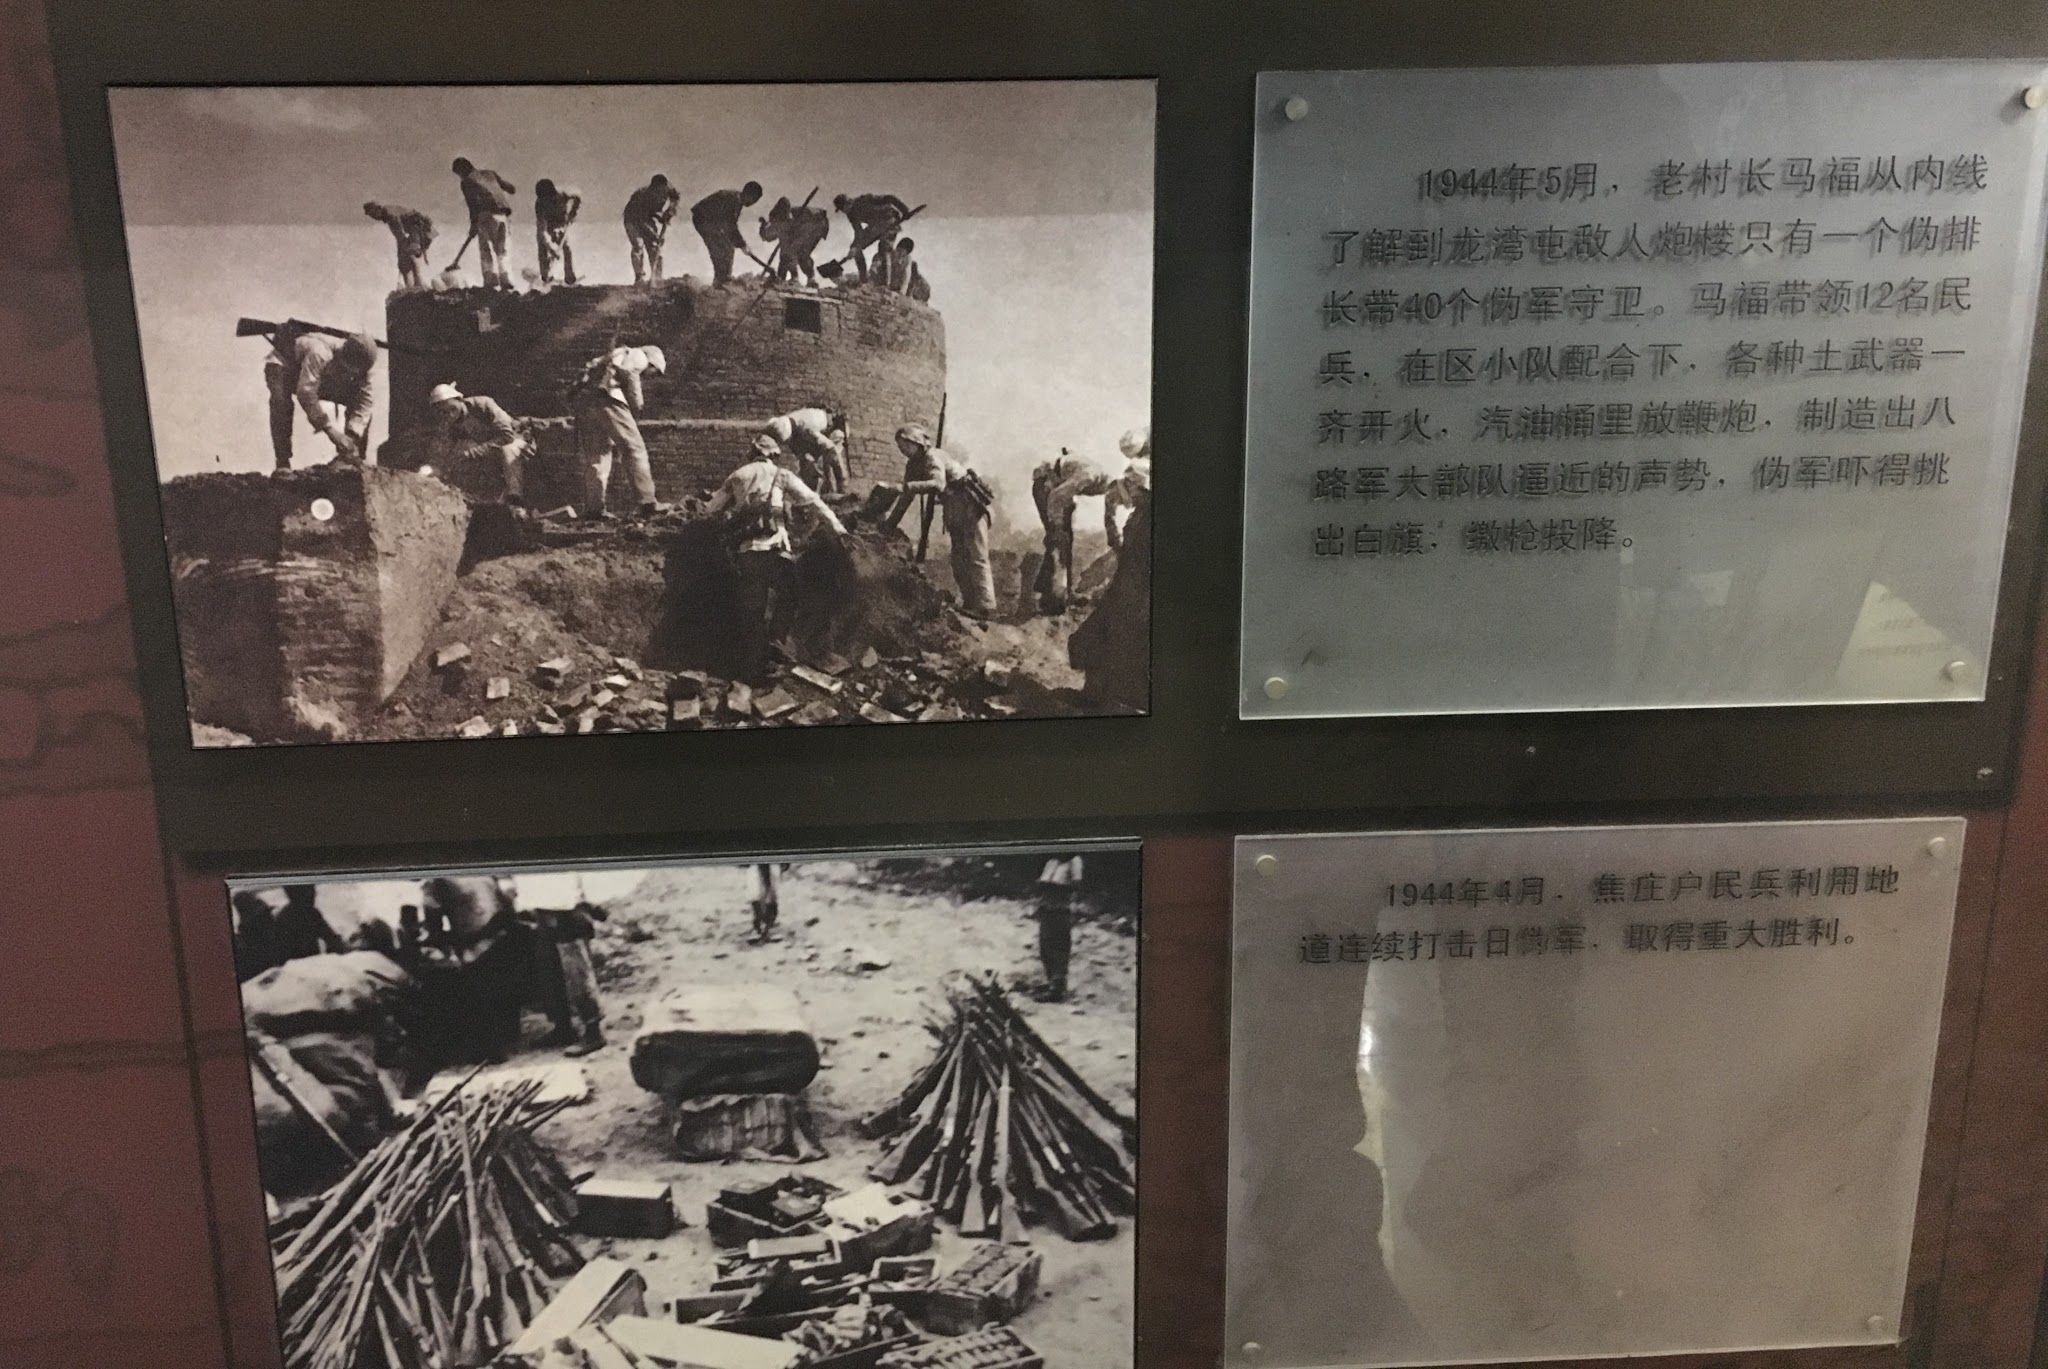 1944年5月，老村长马福从内线
了解到龙湾屯敌人炮楼只有一个伪排
长带40个伪军守卫。马福带领12名民
兵，在区小队配合下，各种土武器一
齐开火，汽油桶里放鞭炮，制造出八
路军大部队逼近的声势，伪军吓得挑
出白旗，缴枪投降。
1944年4月，焦庄户民兵利用地
道连续打击日伪军，取得重大胜利。